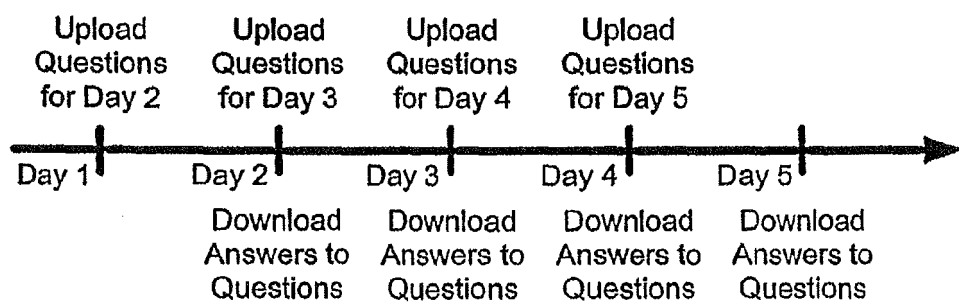 Upload
Questions
for Day 2
Upload
Questions
for Day 3
Upload
Questions
for Day 4
Upload
Questions
for Day 5
Day 1
Day 2
Day 3
Day 4
Day 5
Download
Answers to
Questions
Download
Answers to
Questions
Download
Answers to
Questions
Download
Answers to
Questions